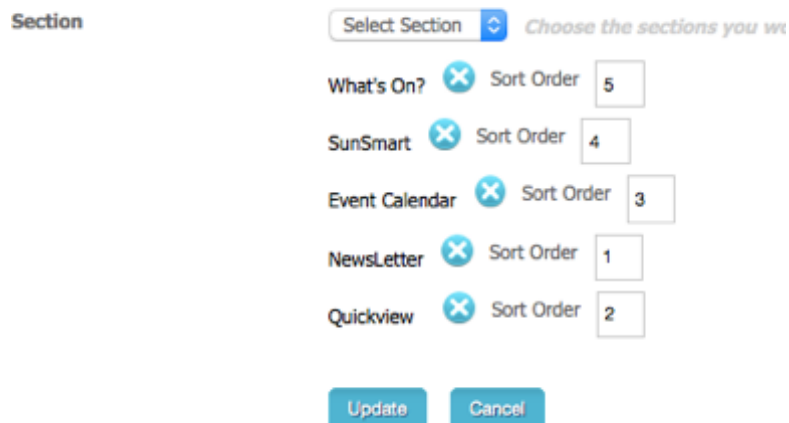 Section Select Section Choose the sections you
What's On? Sort Order 5
SunSmart Sort Order 4
Event Calendar Sort Order 3
NewsLetter Sort Order 1
Quickview Sort Order 2
Update Cancel